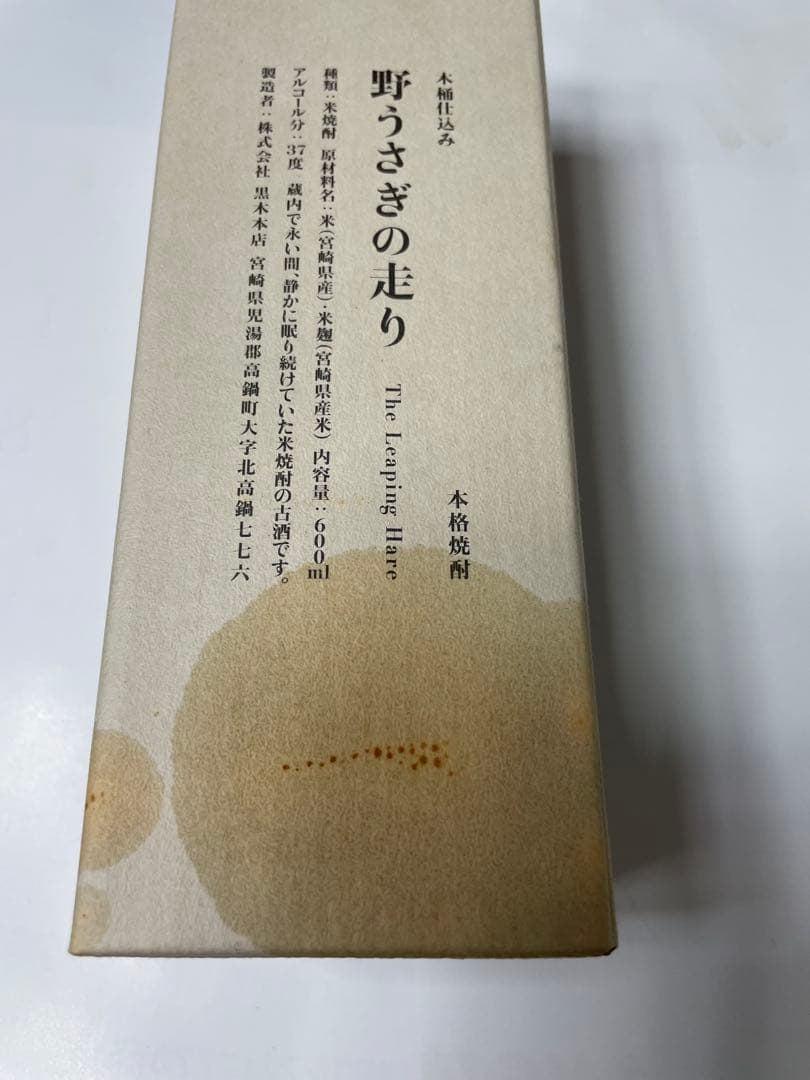 木桶仕込み
野うさぎの走り The Leaping Hare
本格焼酎
種類：米焼酎 原材料名：米（宮崎県産）・米麹（宮崎県産米） 内容量：600ml
アルコール分：37度 蔵内で永い間、静かに眠り続けていた米焼酎の古酒です。
製造者：株式会社 黒木本店 宮崎県児湯郡高鍋町大字北高鍋七七六